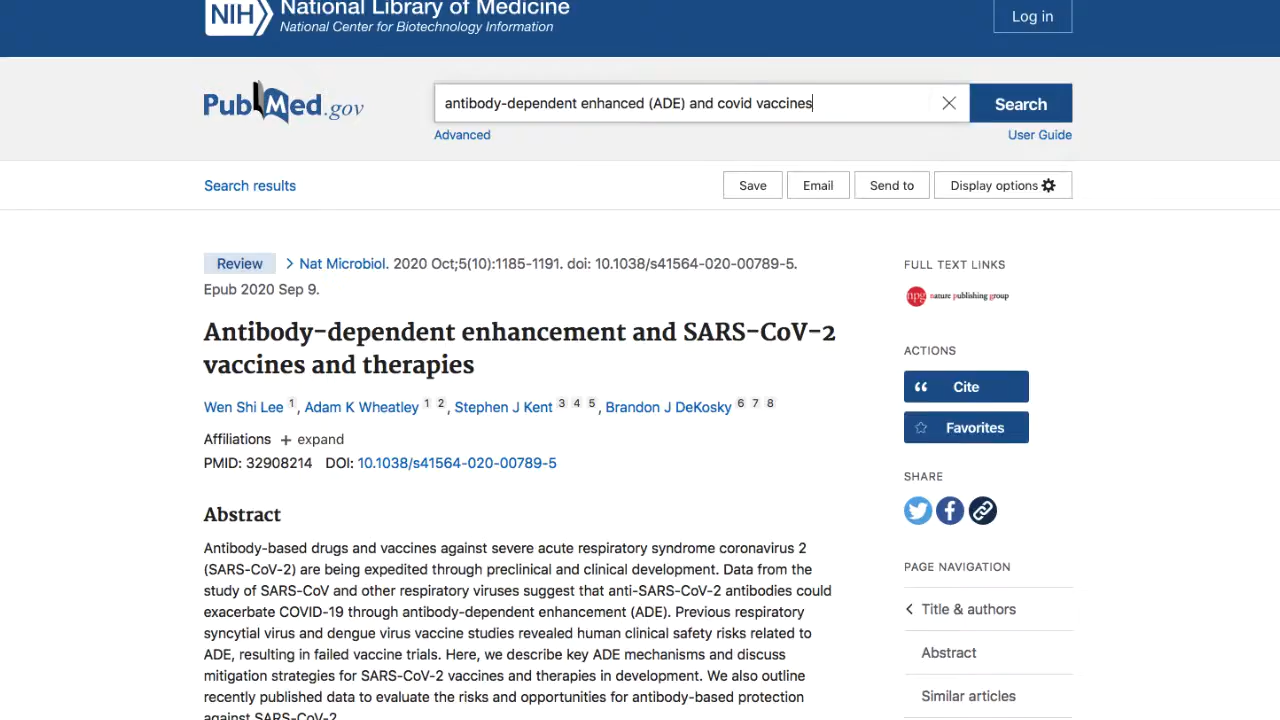 NIH National Library of Medicine
National Center for Biotechnology Information
Log in
PubMed.gov
antibody-dependent enhanced (ADE) and covid vaccines
Search
Advanced
User Guide
Search results
Save
Email
Send to
Display options
Review
Nat Microbiol. 2020 Oct;5(10):1185-1191. doi: 10.1038/s41564-020-00789-5.
Epub 2020 Sep 9.
Antibody-dependent enhancement and SARS-CoV-2
vaccines and therapies
Wen Shi Lee 1, Adam K Wheatley 1 2, Stephen J Kent 3 4 5, Brandon J DeKosky 6 7 8
Affiliations + expand
PMID: 32908214 DOI: 10.1038/s41564-020-00789-5
Abstract
Antibody-based drugs and vaccines against severe acute respiratory syndrome coronavirus 2
(SARS-CoV-2) are being expedited through preclinical and clinical development. Data from the
study of SARS-CoV and other respiratory viruses suggest that anti-SARS-CoV-2 antibodies could
exacerbate COVID-19 through antibody-dependent enhancement (ADE). Previous respiratory
syncytial virus and dengue virus vaccine studies revealed human clinical safety risks related to
ADE, resulting in failed vaccine trials. Here, we describe key ADE mechanisms and discuss
mitigation strategies for SARS-CoV-2 vaccines and therapies in development. We also outline
recently published data to evaluate the risks and opportunities for antibody-based protection
against SARS-CoV-2.
FULL TEXT LINKS
npg nature publishing group
ACTIONS
Cite
Favorites
SHARE
PAGE NAVIGATION
Title & authors
Abstract
Similar articles